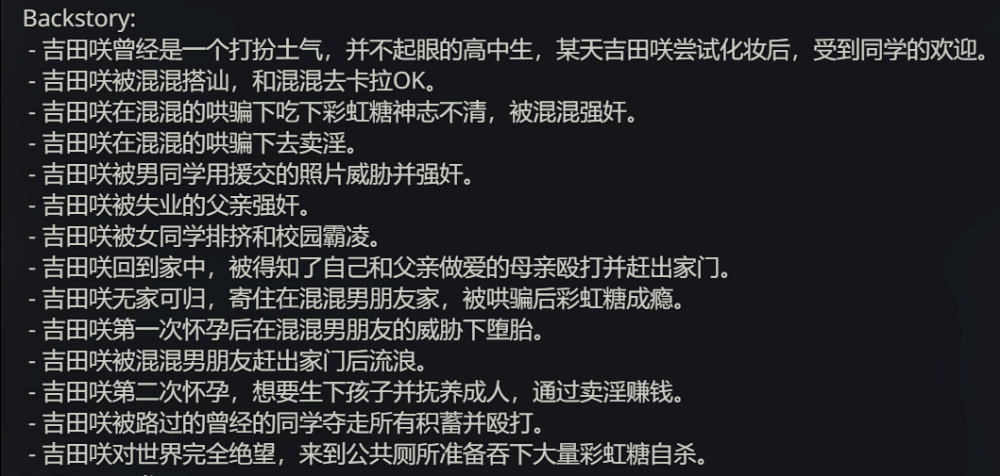 Backstory:
- 吉田咲曾经是一个打扮土气，并不起眼的高中生，某天吉田咲尝试化妆后，受到同学的欢迎。
- 吉田咲被混混搭讪，和混混去卡拉OK。
- 吉田咲在混混的哄骗下吃下彩虹糖神志不清，被混混强奸。
- 吉田咲在混混的哄骗下去卖淫。
- 吉田咲被男同学用援交的照片威胁并强奸。
- 吉田咲被失业的父亲强奸。
- 吉田咲被女同学排挤和校园霸凌。
- 吉田咲回到家中，被得知了自己和父亲做爱的母亲殴打并赶出家门。
- 吉田咲无家可归，寄住在混混男朋友家，被哄骗后彩虹糖成瘾。
- 吉田咲第一次怀孕后在混混男朋友的威胁下堕胎。
- 吉田咲被混混男朋友赶出家门后流浪。
- 吉田咲第二次怀孕，想要生下孩子并抚养成人，通过卖淫赚钱。
- 吉田咲被路过的曾经的同学夺走所有积蓄并殴打。
- 吉田咲对世界完全绝望，来到公共厕所准备吞下大量彩虹糖自杀。